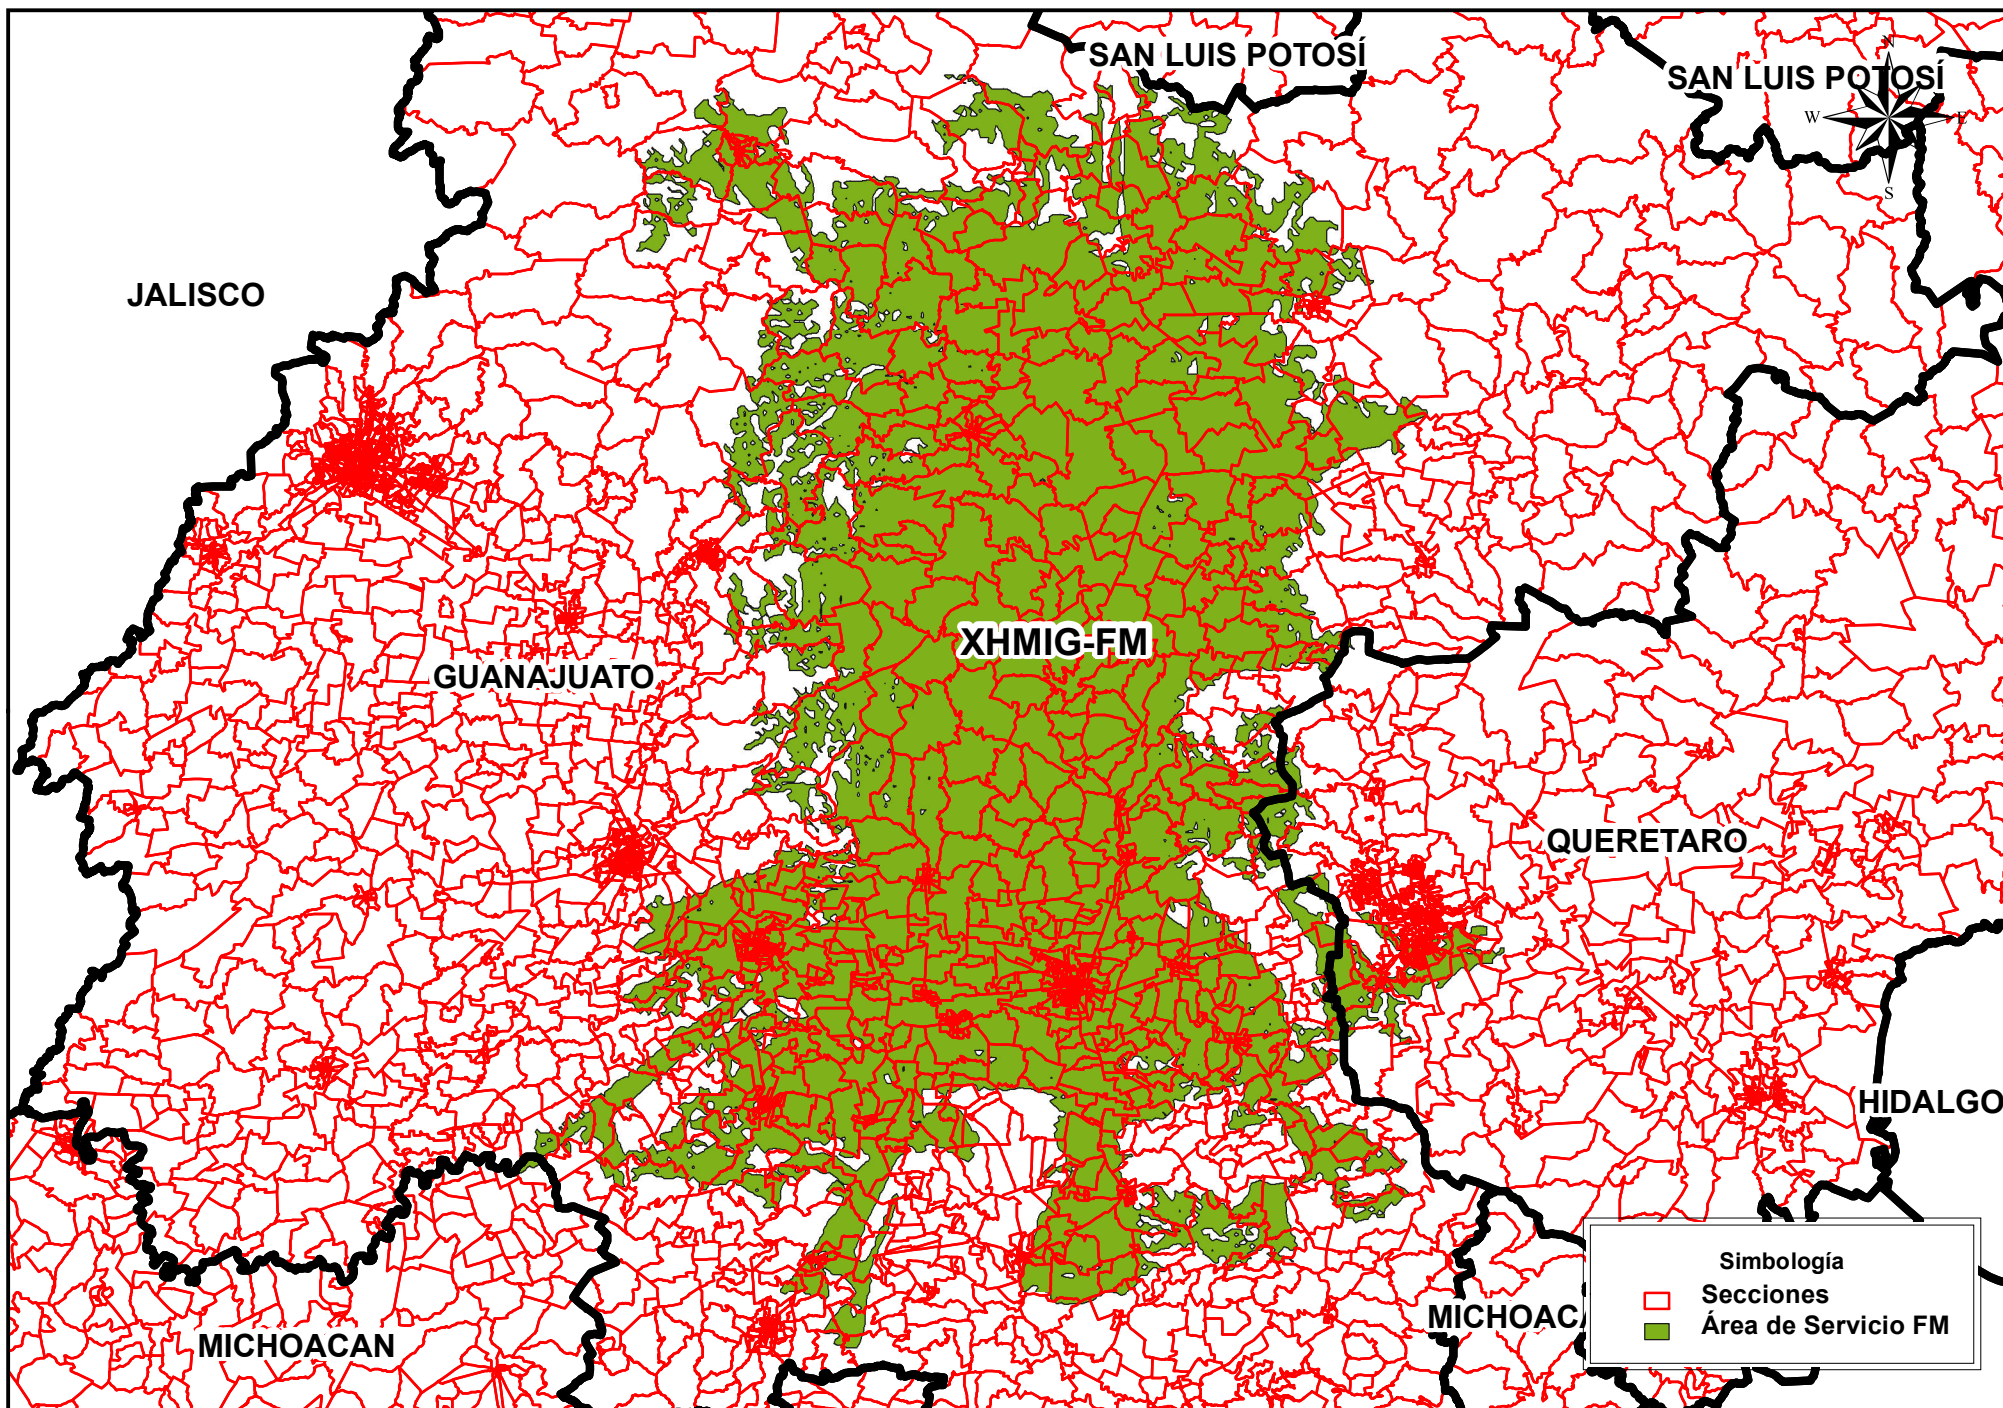 SAN LUIS POTOSÍ
SAN LUIS POTOSÍ
N
W
E
S
JALISCO
XHMIG-FM
GUANAJUATO
QUERETARO
HIDALGO
MICHOACAN
MICHOACA
Simbología
Secciones
Área de Servicio FM